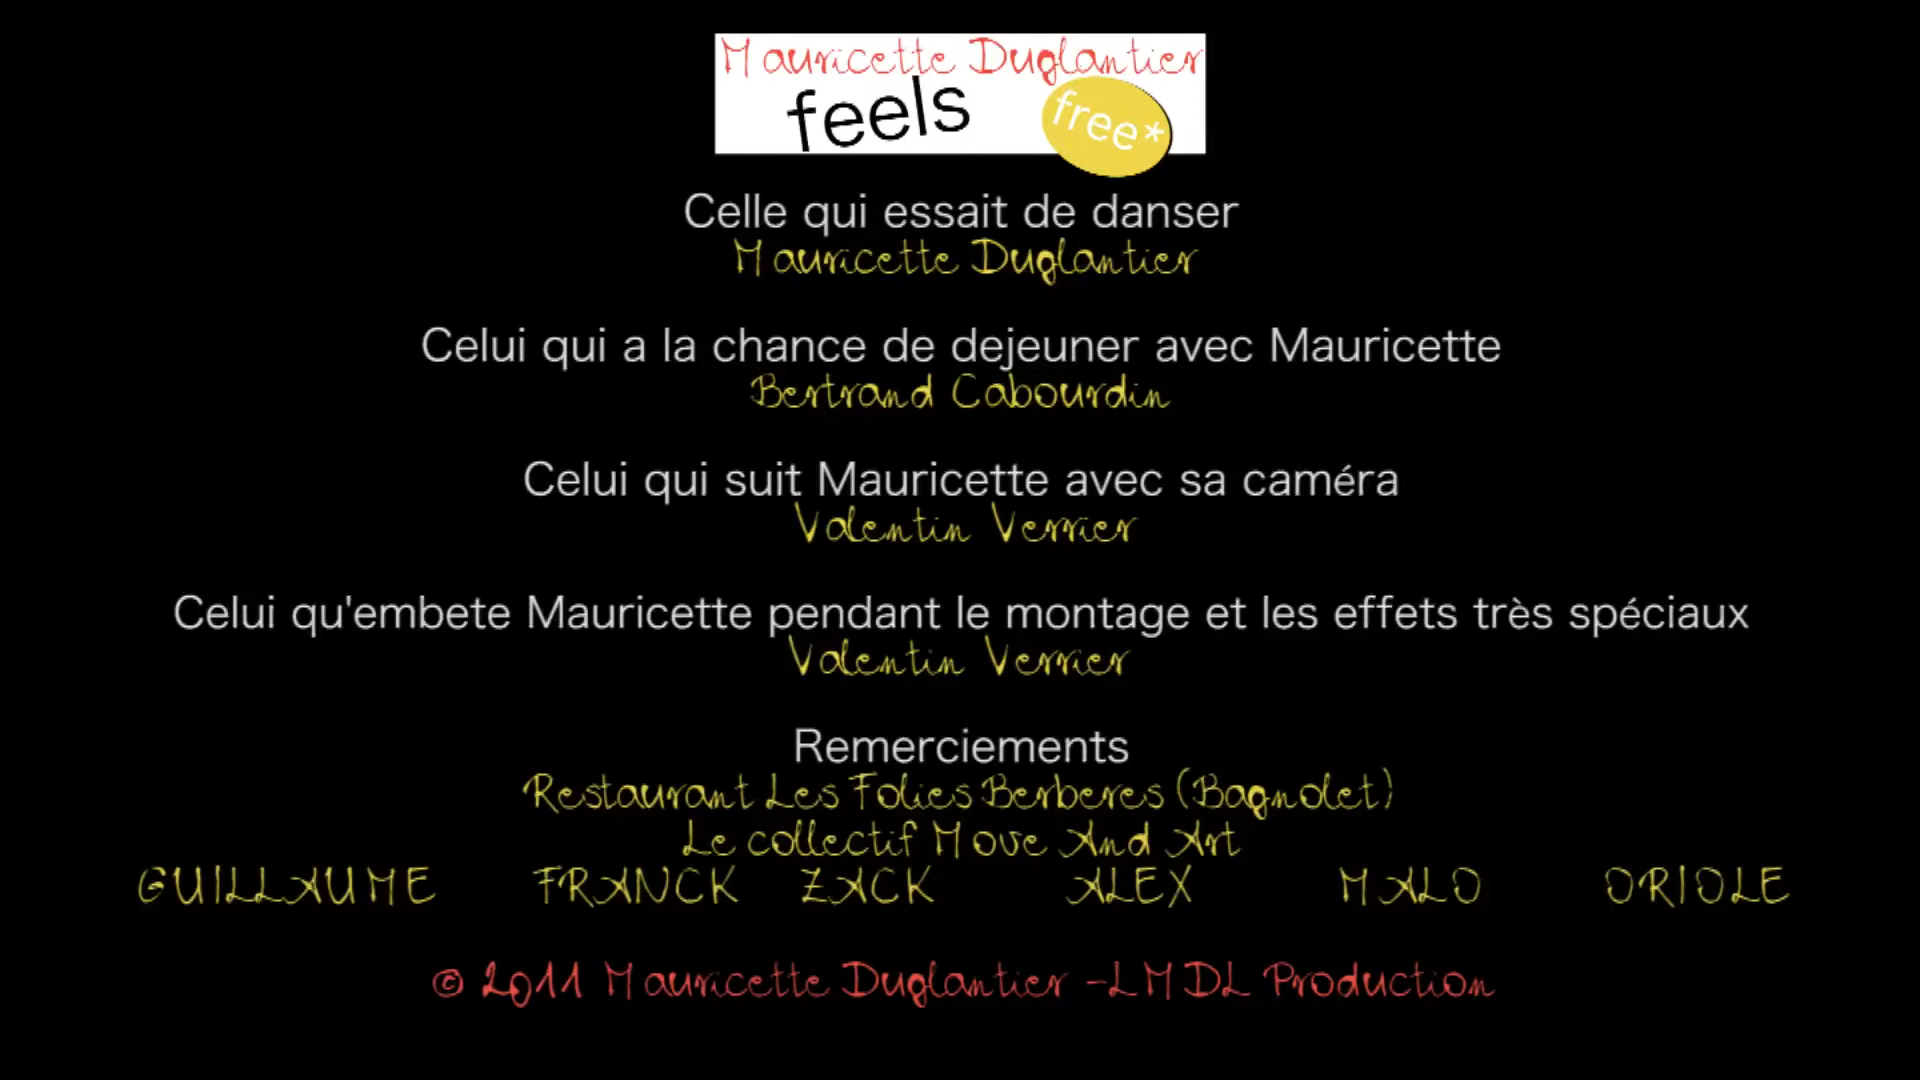 Mauricette Duglantier
feels free*
Celle qui essait de danser
Mauricette Duglantier
Celui qui a la chance de dejeuner avec Mauricette
Bertrand Cabourdin
Celui qui suit Mauricette avec sa caméra
Valentin Verrier
Celui qu'embete Mauricette pendant le montage et les effets très spéciaux
Valentin Verrier
Remerciements
Restaurant Les Folies Berberes (Bagnolet)
Le collectif Move And Art
GUILLAUME FRANCK ZACK ALEX MALO ORIOLE
© 2011 Mauricette Duglantier -LMDL Production